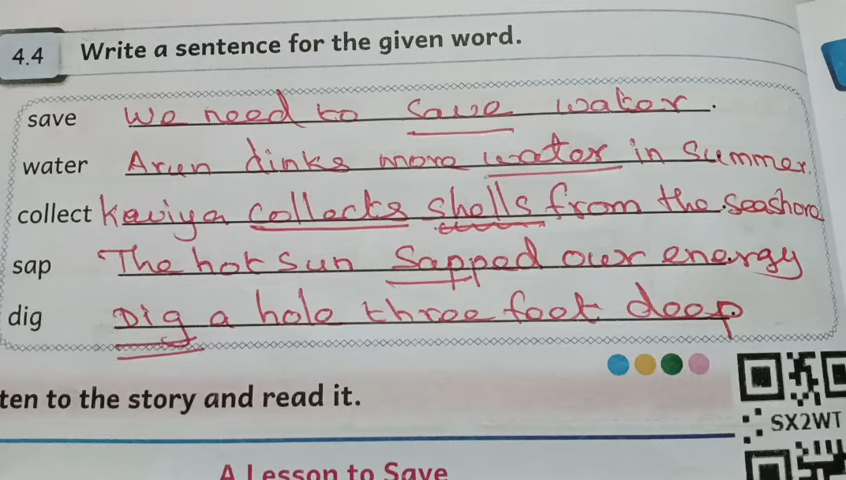 4.4 Write a sentence for the given word.
save We need to save water.
water Arun dinks more water in Summer.
collect Kaviya collects shells from the seashore
sap The hot sun sapped our energy
dig Dig a hole three foot deep.
ten to the story and read it.
SX2WT
A Lesson to Save